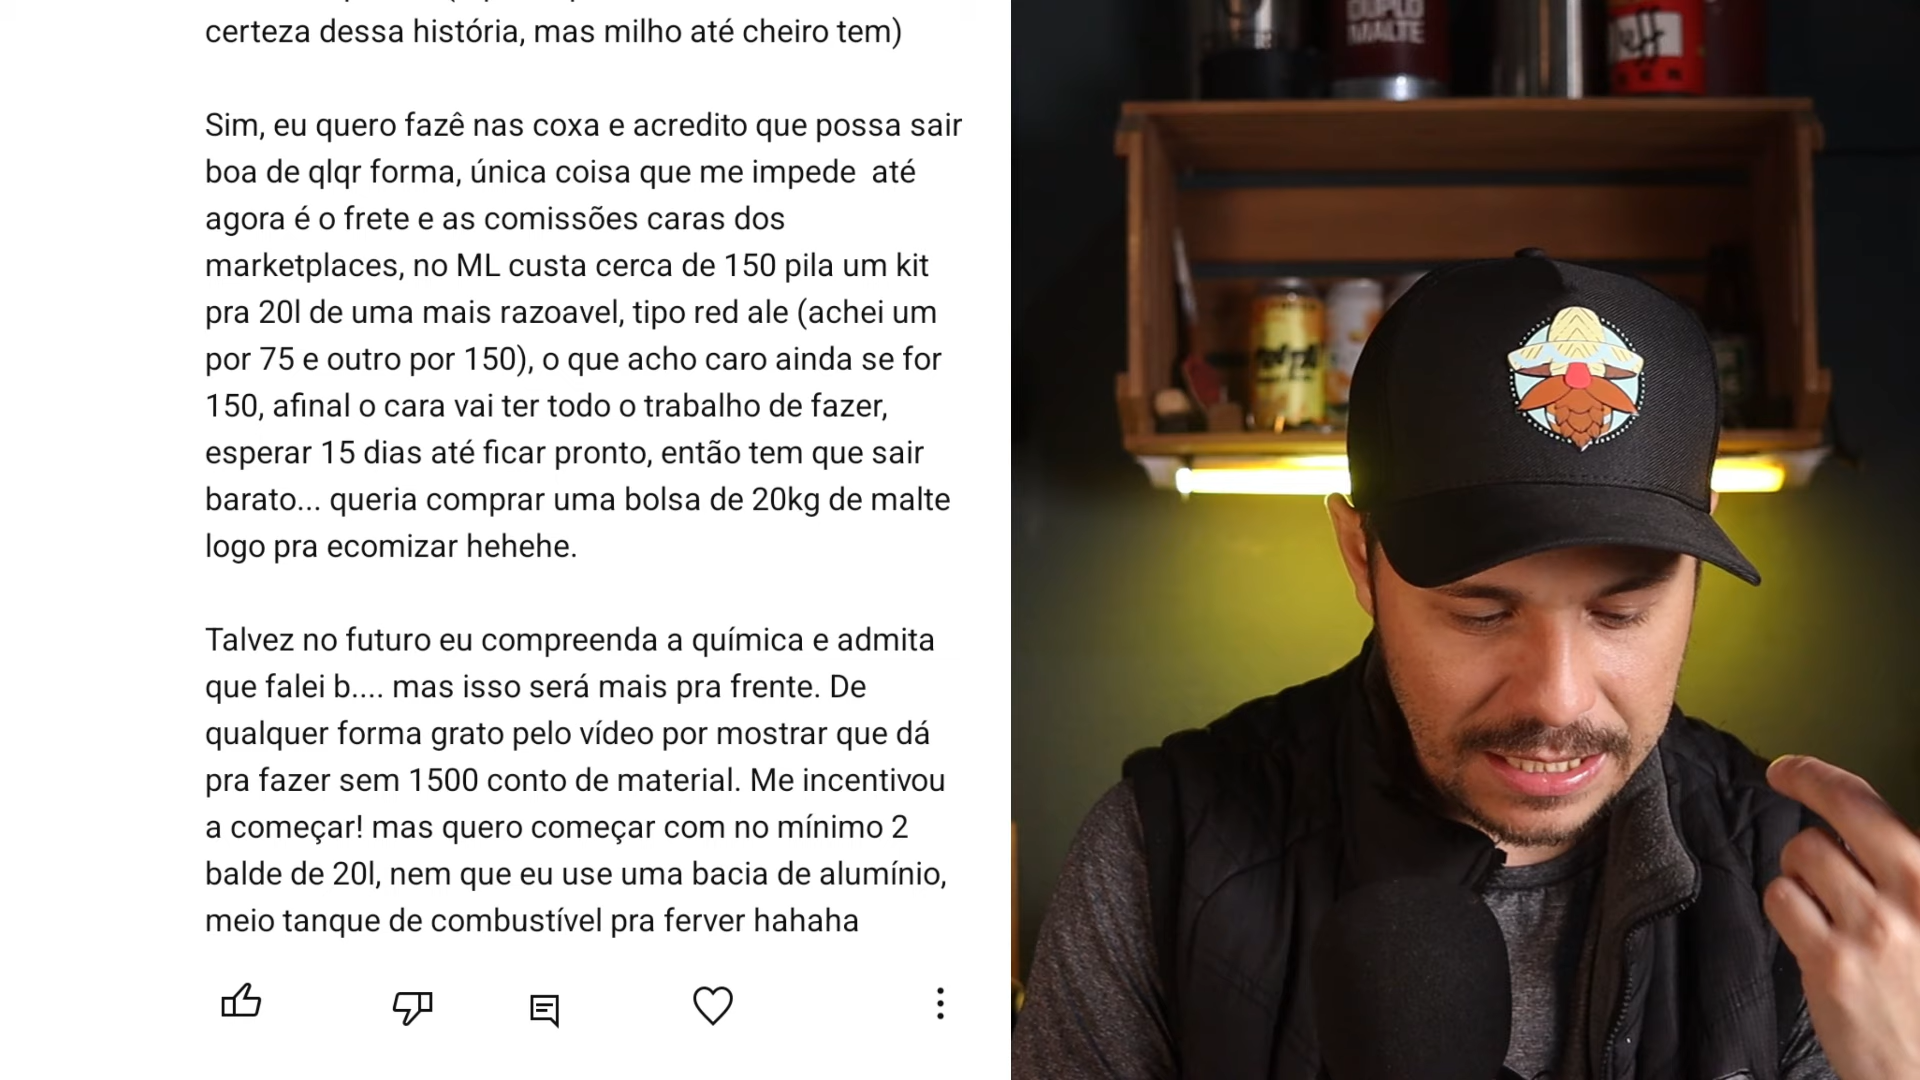 certeza dessa história, mas milho até cheiro tem)
Sim, eu quero fazê nas coxa e acredito que possa sair
boa de qlqr forma, única coisa que me impede  até
agora é o frete e as comissões caras dos
marketplaces, no ML custa cerca de 150 pila um kit
pra 20l de uma mais razoavel, tipo red ale (achei um
por 75 e outro por 150), o que acho caro ainda se for
150, afinal o cara vai ter todo o trabalho de fazer,
esperar 15 dias até ficar pronto, então tem que sair
barato... queria comprar uma bolsa de 20kg de malte
logo pra ecomizar hehehe.
Talvez no futuro eu compreenda a química e admita
que falei b.... mas isso será mais pra frente. De
qualquer forma grato pelo vídeo por mostrar que dá
pra fazer sem 1500 conto de material. Me incentivou
a começar! mas quero começar com no mínimo 2
balde de 20l, nem que eu use uma bacia de alumínio,
meio tanque de combustível pra ferver hahaha
DUPLO
MALTE